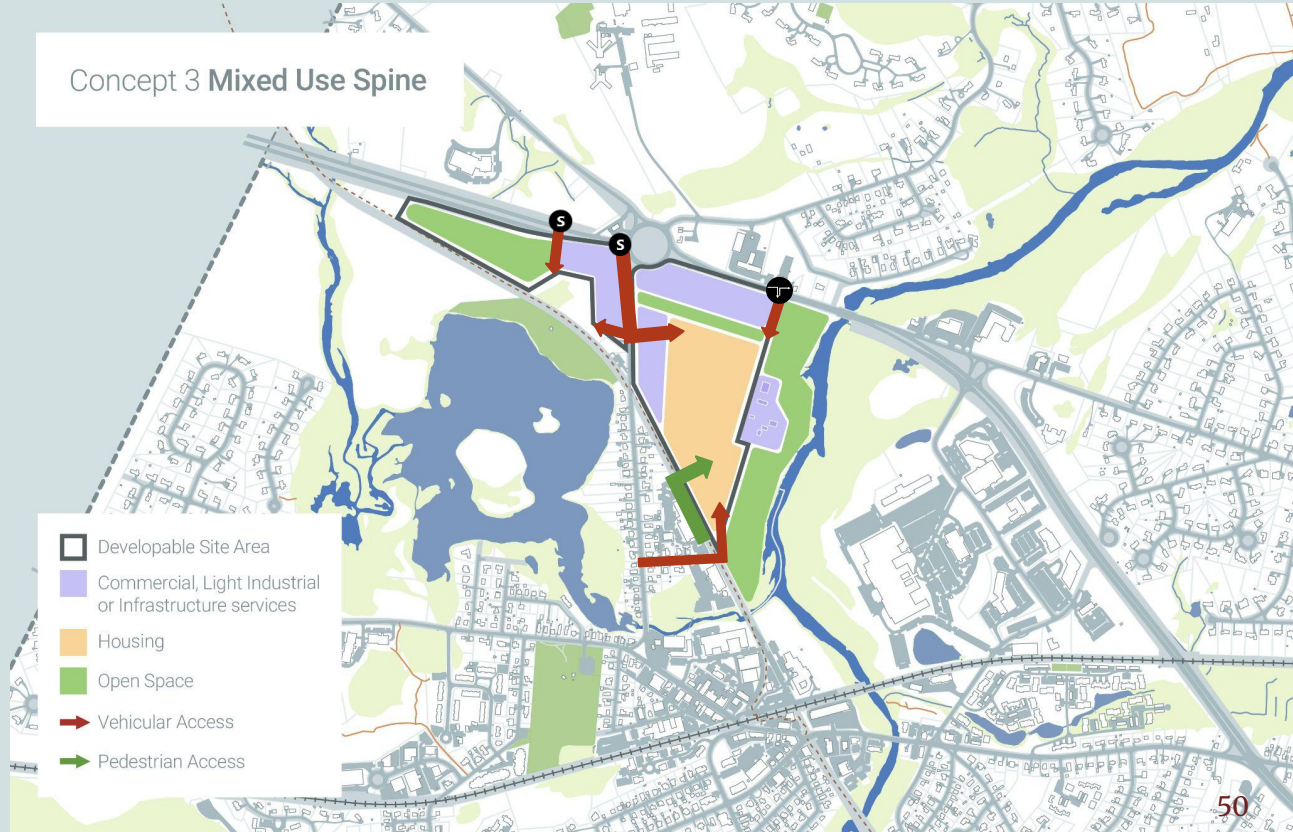 Concept 3 Mixed Use Spine
S
S
Developable Site Area
Commercial, Light Industrial
or Infrastructure services
Housing
Open Space
Vehicular Access
Pedestrian Access
50